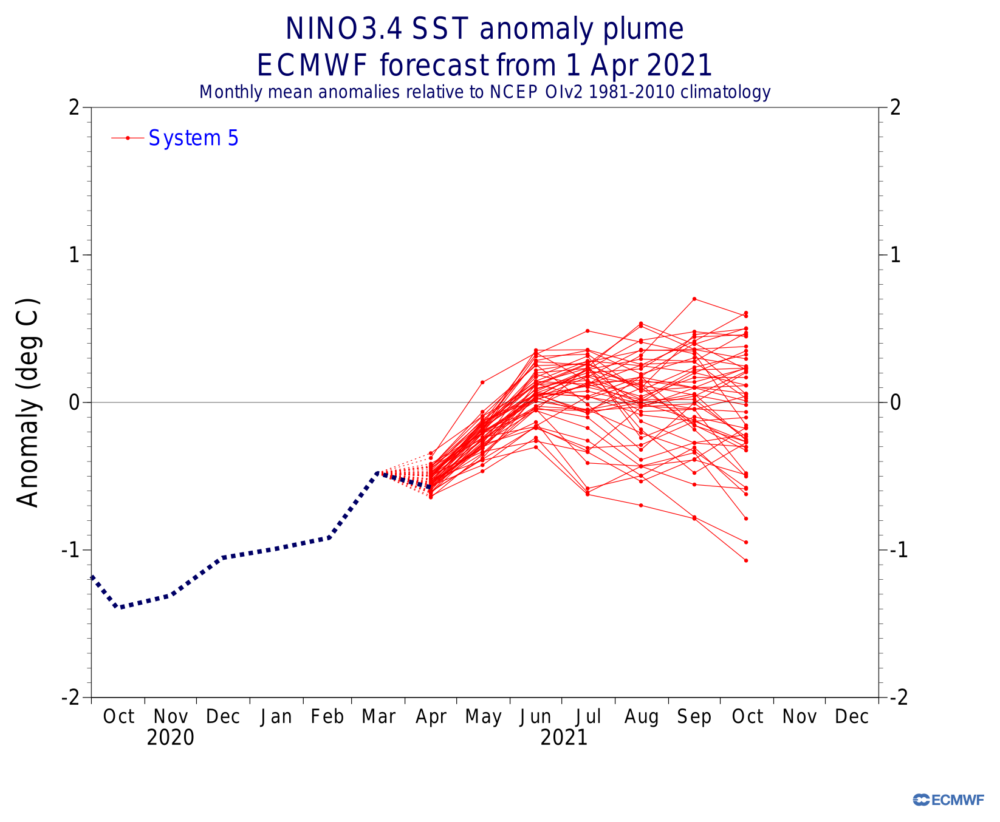 NINO3.4 SST anomaly plume
ECMWF forecast from 1 Apr 2021
Monthly mean anomalies relative to NCEP OIv2 1981-2010 climatology
System 5
Anomaly (deg C)
2 2
1 1
0 0
-1 -1
-2 -2
Oct Nov Dec Jan Feb Mar Apr May Jun Jul Aug Sep Oct Nov Dec
2020 2021
ECMWF